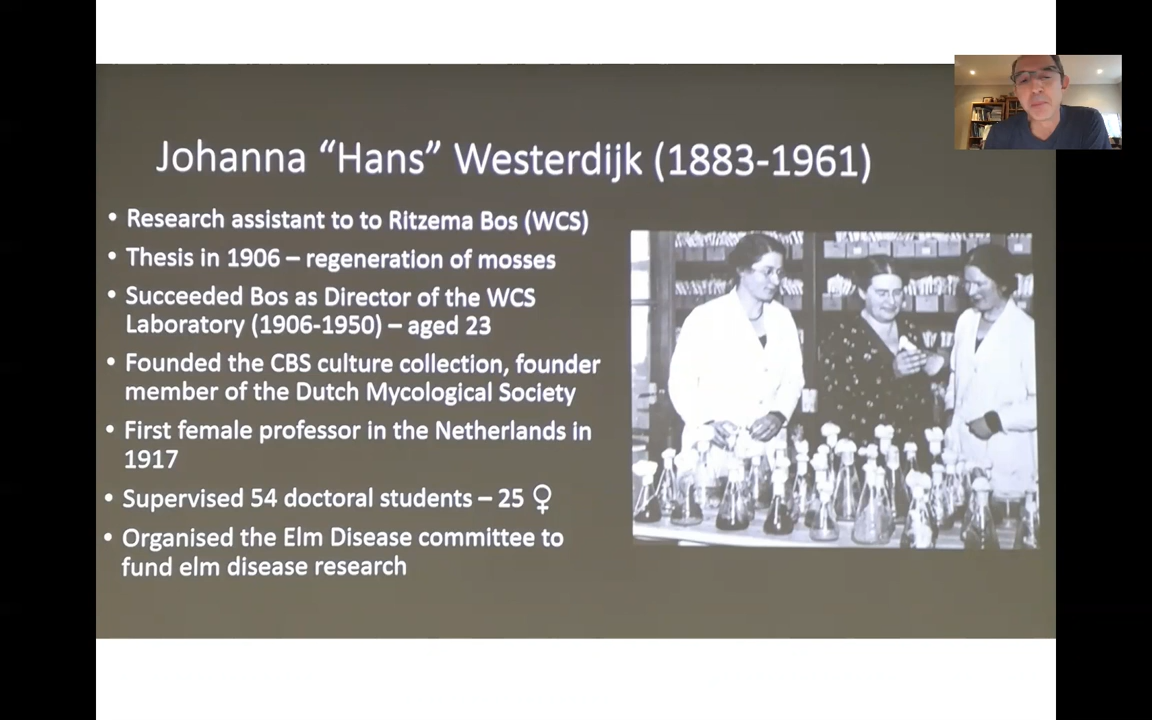 Johanna “Hans” Westerdijk (1883-1961)
• Research assistant to to Ritzema Bos (WCS)
• Thesis in 1906 – regeneration of mosses
• Succeeded Bos as Director of the WCS
Laboratory (1906-1950) – aged 23
• Founded the CBS culture collection, founder
member of the Dutch Mycological Society
• First female professor in the Netherlands in
1917
• Supervised 54 doctoral students – 25 ♀
• Organised the Elm Disease committee to
fund elm disease research